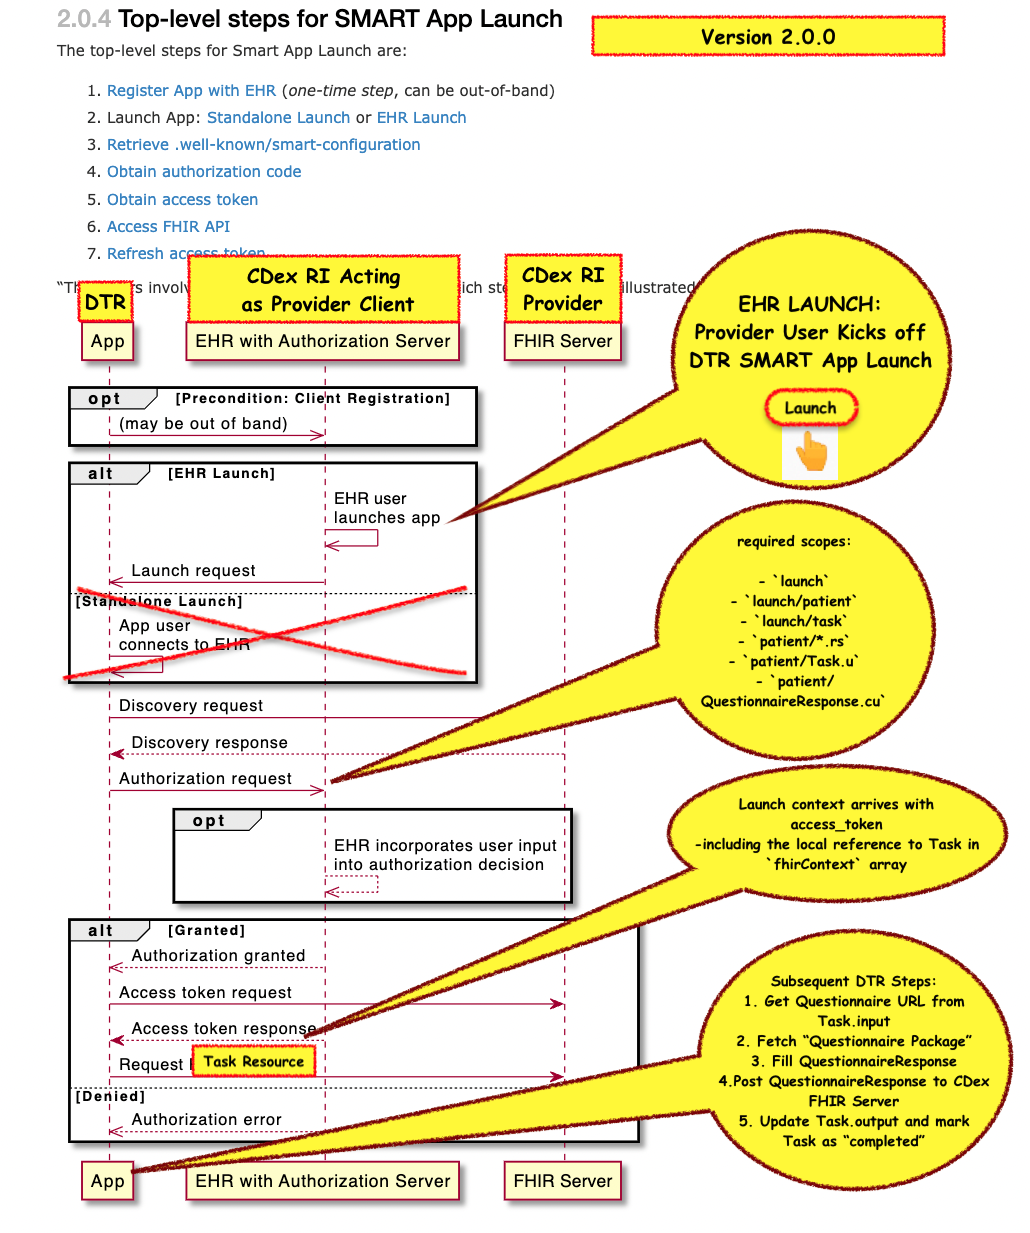 2.0.4 Top-level steps for SMART App Launch
Version 2.0.0
The top-level steps for Smart App Launch are:
1. Register App with EHR (one-time step, can be out-of-band)
2. Launch App: Standalone Launch or EHR Launch
3. Retrieve .well-known/smart-configuration
4. Obtain authorization code
5. Obtain access token
6. Access FHIR API
7. Refresh access token
illustrated
DTR
CDex RI Acting
as Provider Client
CDex RI
Provider
App
EHR with Authorization Server
FHIR Server
EHR LAUNCH:
Provider User Kicks off
DTR SMART App Launch
Launch
opt
[Precondition: Client Registration]
(may be out of band)
alt
[EHR Launch]
EHR user
launches app
Launch request
[Standalone Launch]
App user
connects to EHR
required scopes:
- `launch`
- `launch/patient`
- `launch/task`
- `patient/*.rs`
- `patient/Task.u`
- `patient/
QuestionnaireResponse.cu`
Discovery request
Discovery response
Authorization request
opt
EHR incorporates user input
into authorization decision
Launch context arrives with
access_token
-including the local reference to Task in
`fhirContext` array
alt
[Granted]
Authorization granted
Access token request
Access token response
Request
Task Resource
[Denied]
Authorization error
Subsequent DTR Steps:
1. Get Questionnaire URL from
Task.input
2. Fetch “Questionnaire Package”
3. Fill QuestionnaireResponse
4.Post QuestionnaireResponse to CDex
FHIR Server
5. Update Task.output and mark
Task as “completed”
App
EHR with Authorization Server
FHIR Server